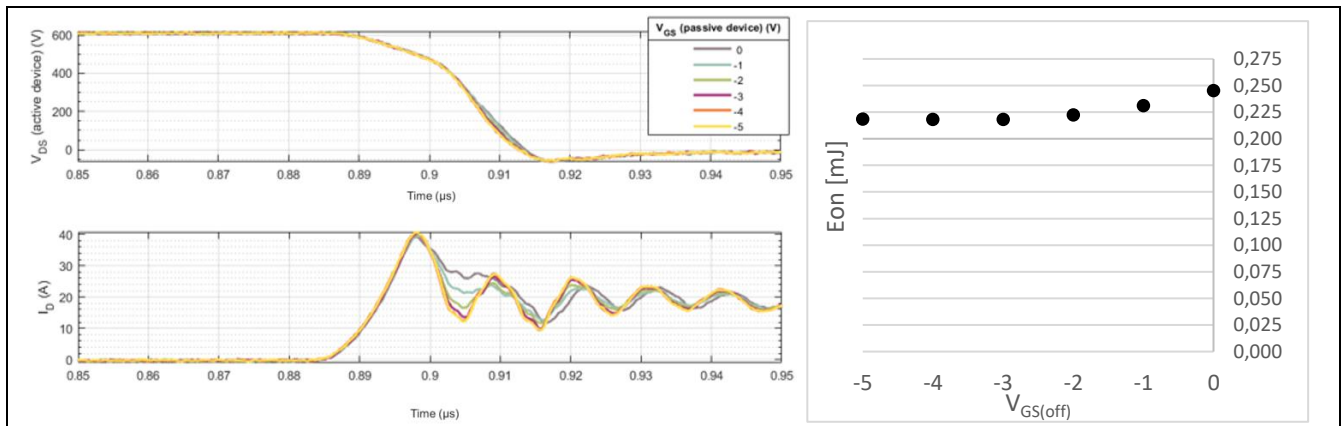 V_DS (active device) (V)
600
400
200
0
0.85 0.86 0.87 0.88 0.89 0.9 0.91 0.92 0.93 0.94 0.95
Time (µs)
V_GS (passive device) (V)
0
-1
-2
-3
-4
-5
I_D (A)
40
30
20
10
0
0.85 0.86 0.87 0.88 0.89 0.9 0.91 0.92 0.93 0.94 0.95
Time (µs)
Eon [mJ]
0,275
0,250
0,225
0,200
0,175
0,150
0,125
0,100
0,075
0,050
0,025
0,000
-5 -4 -3 -2 -1 0
V_GS(off)